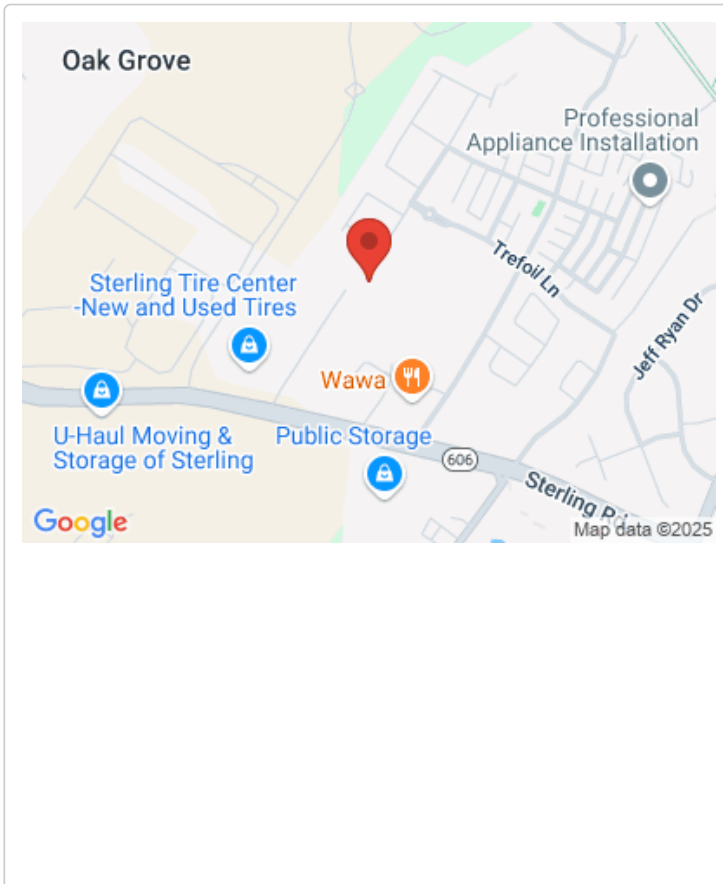 Oak Grove
Professional
Appliance Installation
Trefoil Ln
Sterling Tire Center
-New and Used Tires
Jeff Ryan Dr
Wawa
U-Haul Moving &
Storage of Sterling
Public Storage
606
Sterling Rd
Google
Map data ©2025